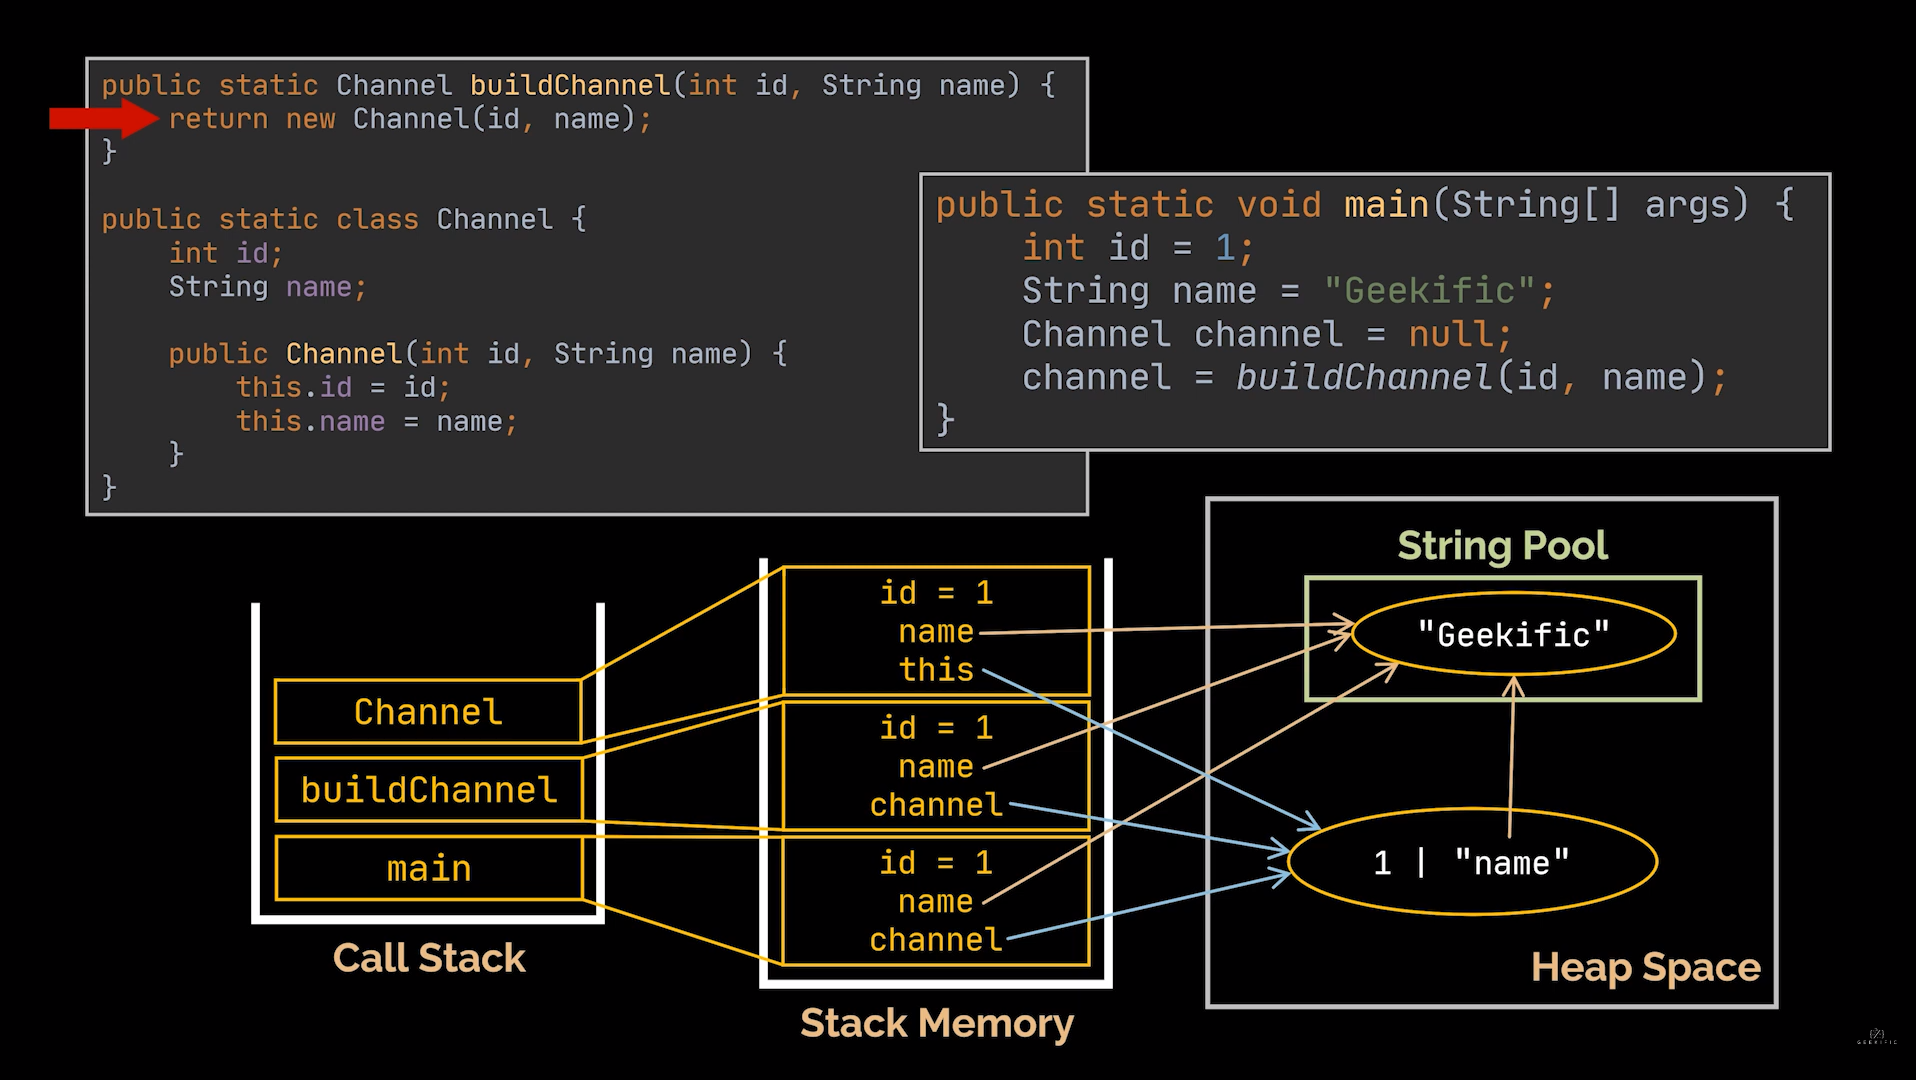 public static Channel buildChannel(int id, String name) {
    return new Channel(id, name);
}
public static class Channel {
    int id;
    String name;
    public Channel(int id, String name) {
        this.id = id;
        this.name = name;
    }
}
public static void main(String[] args) {
    int id = 1;
    String name = "Geekific";
    Channel channel = null;
    channel = buildChannel(id, name);
}
Channel
buildChannel
main
Call Stack
id = 1
name
this
id = 1
name
channel
id = 1
name
channel
Stack Memory
String Pool
"Geekific"
1 | "name"
Heap Space
GEEKIFIC